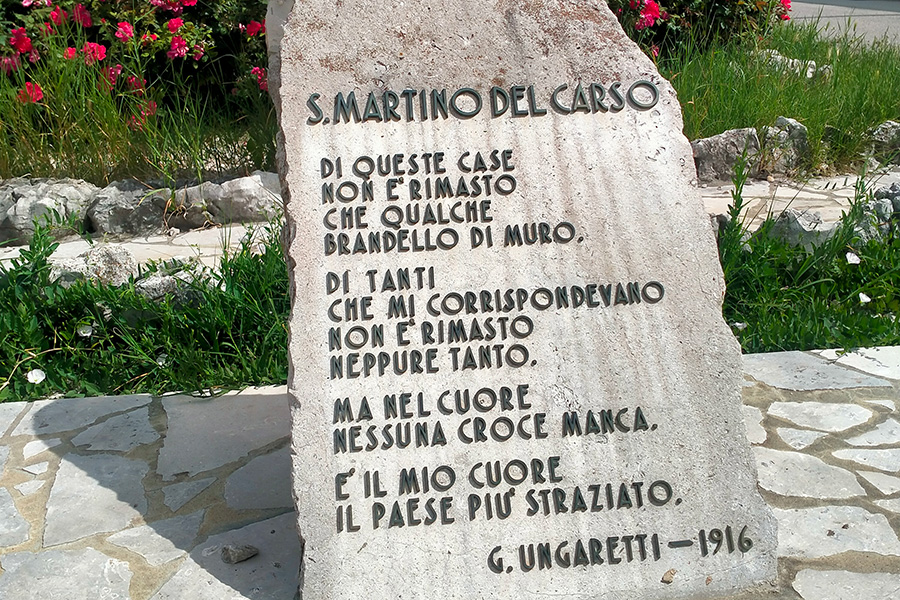 S. MARTINO DEL CARSO
DI QUESTE CASE
NON E' RIMASTO
CHE QUALCHE
BRANDELLO DI MURO.
DI TANTI
CHE MI CORRISPONDEVANO
NON E' RIMASTO
NEPPURE TANTO.
MA NEL CUORE
NESSUNA CROCE MANCA.
E' IL MIO CUORE
IL PAESE PIU' STRAZIATO.
G. UNGARETTI – 1916